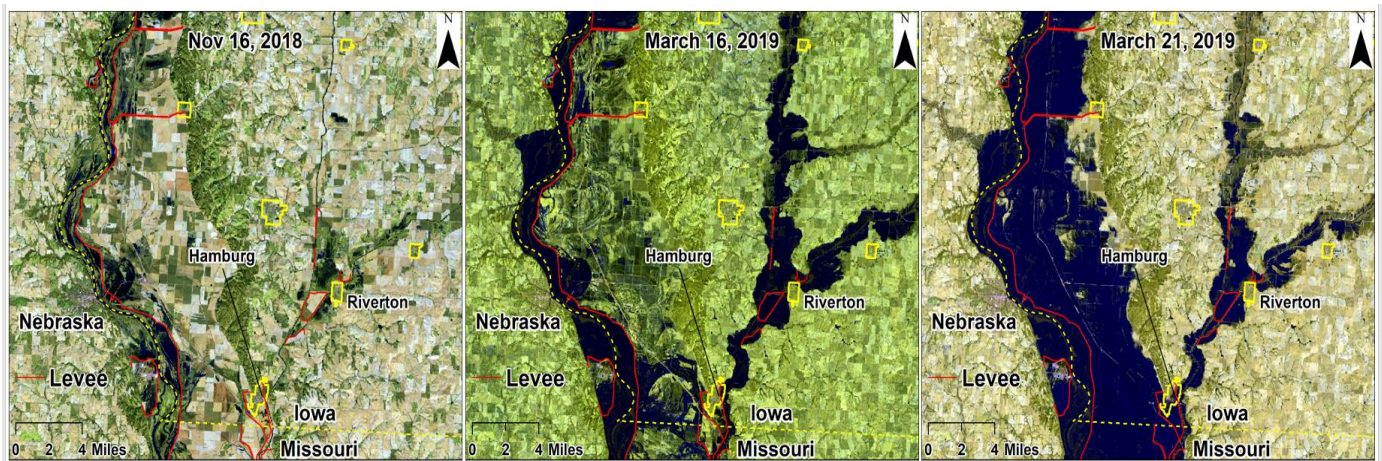 Nov 16, 2018
N
Hamburg
Riverton
Nebraska
Levee
Iowa
0 2 4 Miles
Missouri
March 16, 2019
N
Hamburg
Riverton
Nebraska
Levee
Iowa
0 2 4 Miles
Missouri
March 21, 2019
N
Hamburg
Riverton
Nebraska
Levee
Iowa
0 2 4 Miles
Missouri